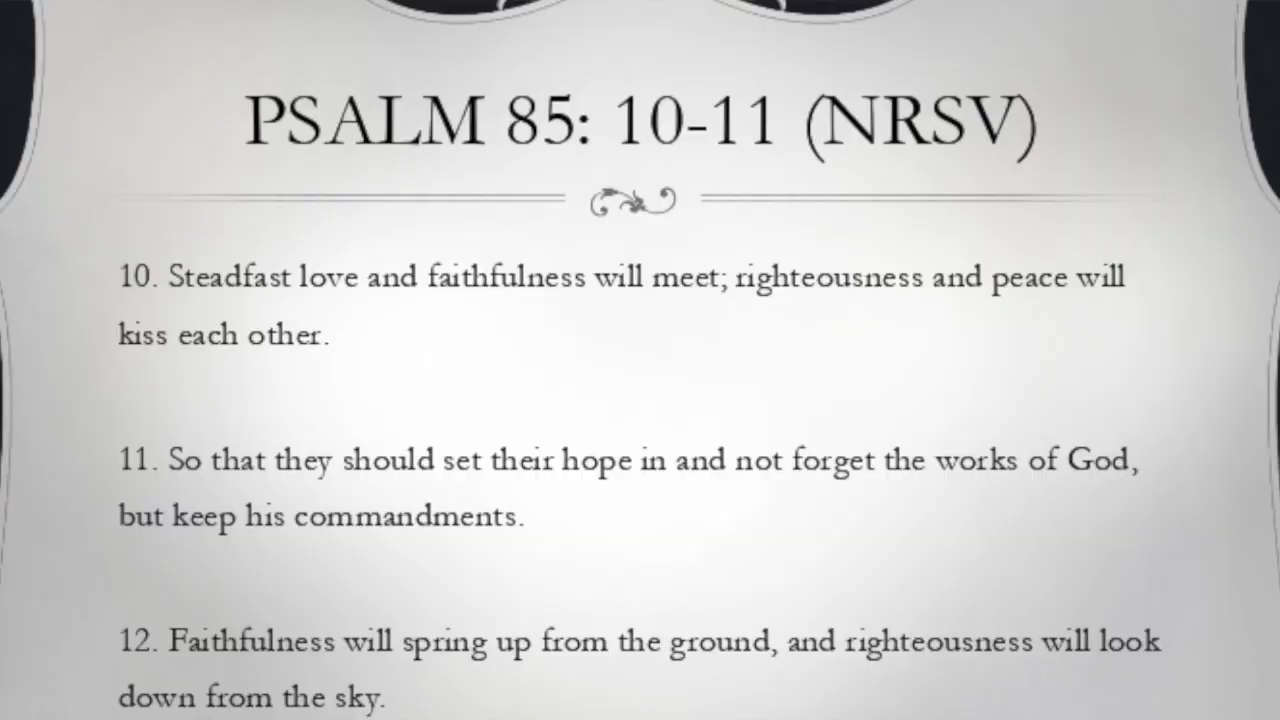 PSALM 85: 10-11 (NRSV)
10. Steadfast love and faithfulness will meet; righteousness and peace will
kiss each other.
11. So that they should set their hope in and not forget the works of God,
but keep his commandments.
12. Faithfulness will spring up from the ground, and righteousness will look
down from the sky.